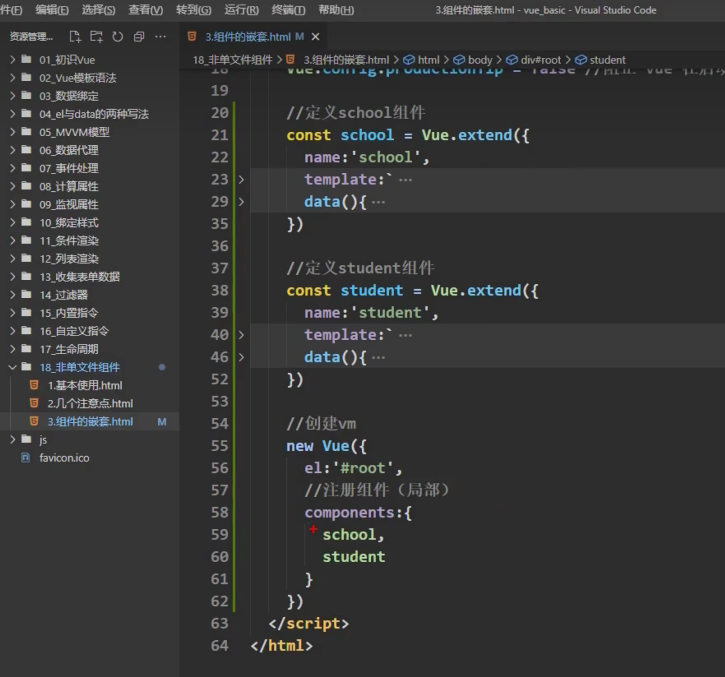 件(F) 编辑(E) 选择(S) 查看(V) 转到(G) 运行(R) 终端(T) 帮助(H) 3.组件的嵌套.html - vue_basic - Visual Studio Code
资源管理... ···
3.组件的嵌套.html M ×
18_非单文件组件 > 3.组件的嵌套.html > html > body > div#root > student
01_初识Vue
02_Vue模板语法
03_数据绑定
04_el与data的两种写法
05_MVVM模型
06_数据代理
07_事件处理
08_计算属性
09_监视属性
10_绑定样式
11_条件渲染
12_列表渲染
13_收集表单数据
14_过滤器
15_内置指令
16_自定义指令
17_生命周期
18_非单文件组件
1.基本使用.html
2.几个注意点.html
3.组件的嵌套.html M
js
favicon.ico
18 Vue.config.productionTip = false //阻止 vue 在启
19
20 //定义school组件
21 const school = Vue.extend({
22 name:'school',
23 template:` ···
29 data(){ ···
35 })
36
37 //定义student组件
38 const student = Vue.extend({
39 name:'student',
40 template:` ···
46 data(){ ···
52 })
53
54 //创建vm
55 new Vue({
56 el:'#root',
57 //注册组件（局部）
58 components:{
59 school,
60 student
61 }
62 })
63 </script>
64 </html>